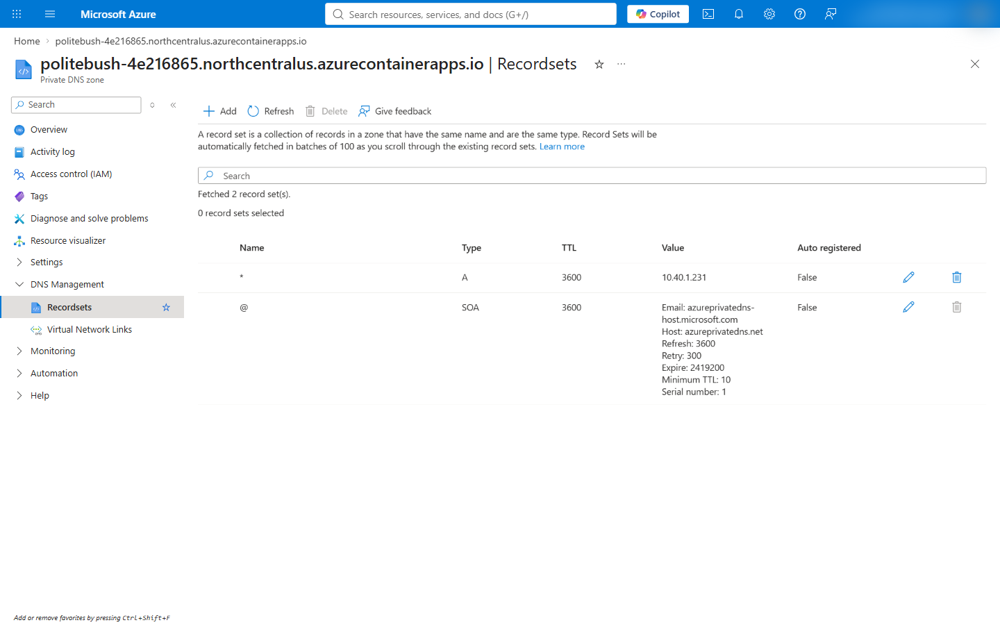 Microsoft Azure
Search resources, services, and docs (G+/)
Copilot
Home > politebush-4e216865.northcentralus.azurecontainerapps.io
politebush-4e216865.northcentralus.azurecontainerapps.io | Recordsets
Private DNS zone
Search
Overview
Activity log
Access control (IAM)
Tags
Diagnose and solve problems
Resource visualizer
Settings
DNS Management
Recordsets
Virtual Network Links
Monitoring
Automation
Help
Add or remove favorites by pressing Ctrl+Shift+F
Add Refresh Delete Give feedback
A record set is a collection of records in a zone that have the same name and are the same type. Record Sets will be
automatically fetched in batches of 100 as you scroll through the existing record sets. Learn more
Search
Fetched 2 record set(s).
0 record sets selected
Name Type TTL Value Auto registered
* A 3600 10.40.1.231 False
@ SOA 3600 Email: azureprivatedns- False
host.microsoft.com
Host: azureprivatedns.net
Refresh: 3600
Retry: 300
Expire: 2419200
Minimum TTL: 10
Serial number: 1